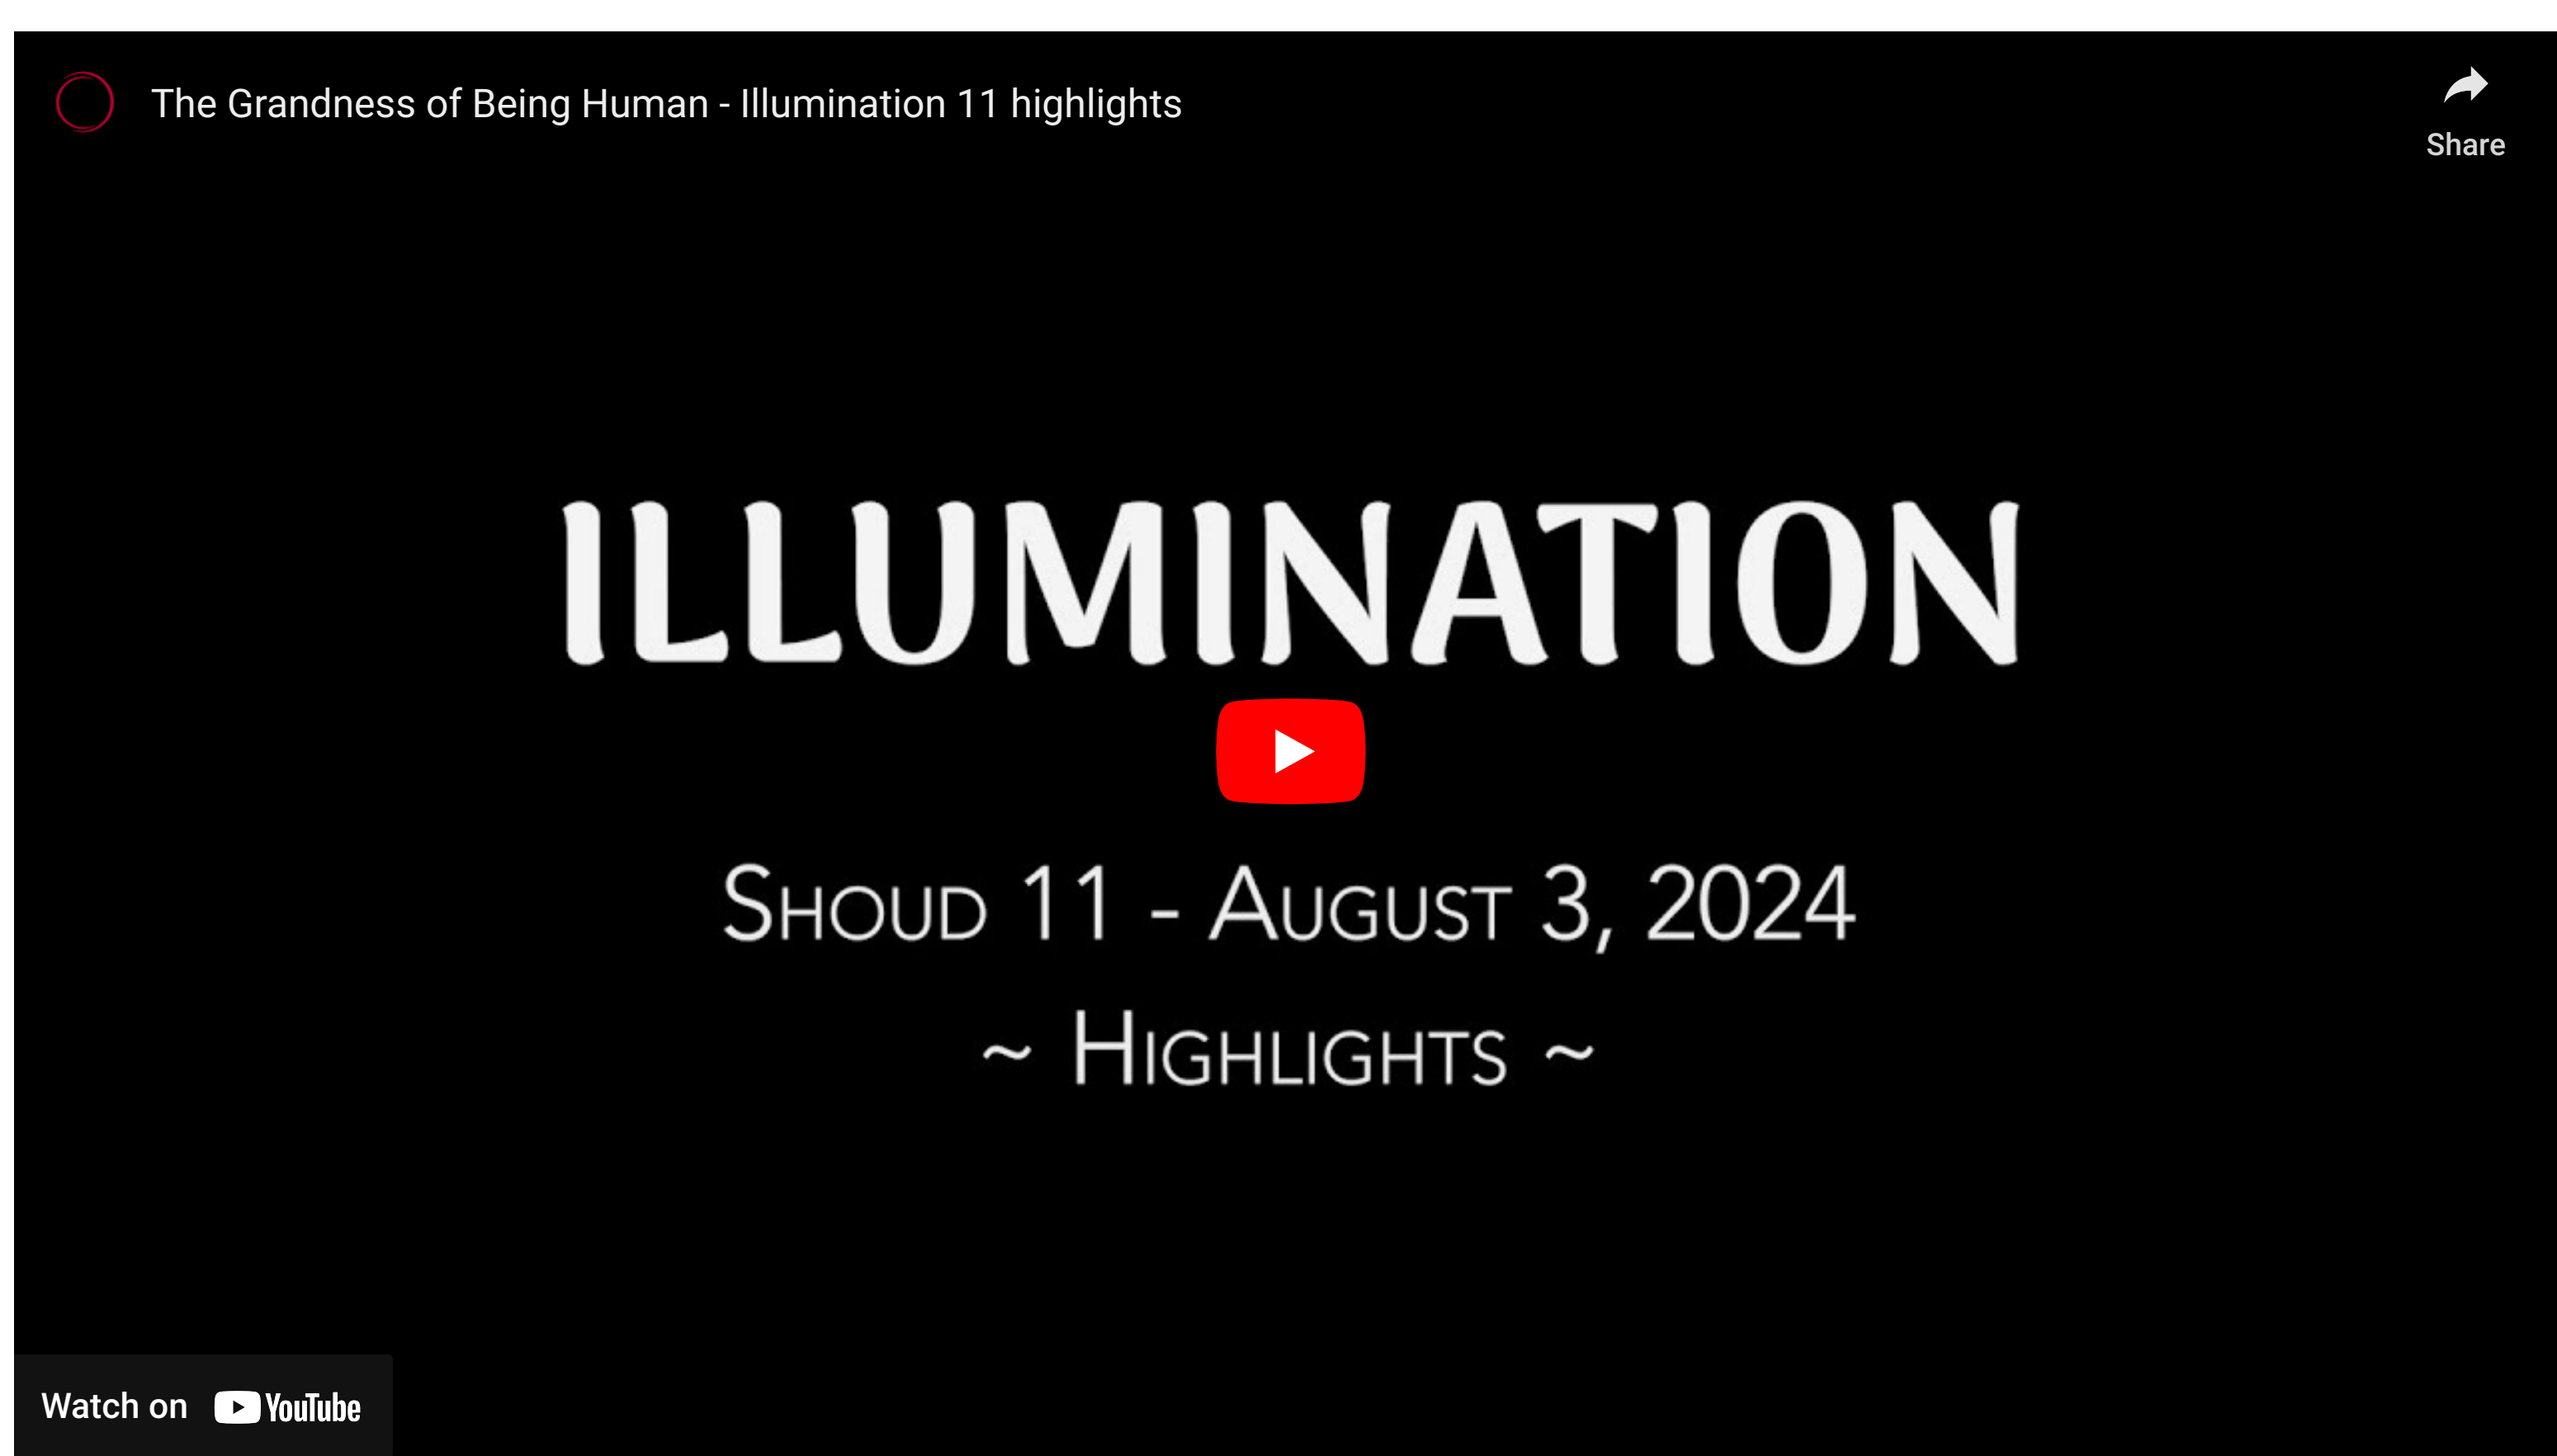 The Grandness of Being Human - Illumination 11 highlights
Share
ILLUMINATION
Shoud 11 - August 3, 2024
~ Highlights ~
Watch on YouTube